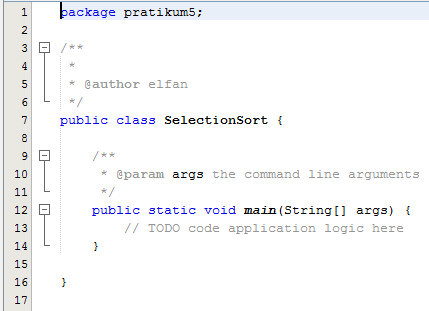 1 package pratikum5;
2
3 /**
4 *
5 * @author elfan
6 */
7 public class SelectionSort {
8
9 /**
10 * @param args the command line arguments
11 */
12 public static void main(String[] args) {
13 // TODO code application logic here
14 }
15
16 }
17